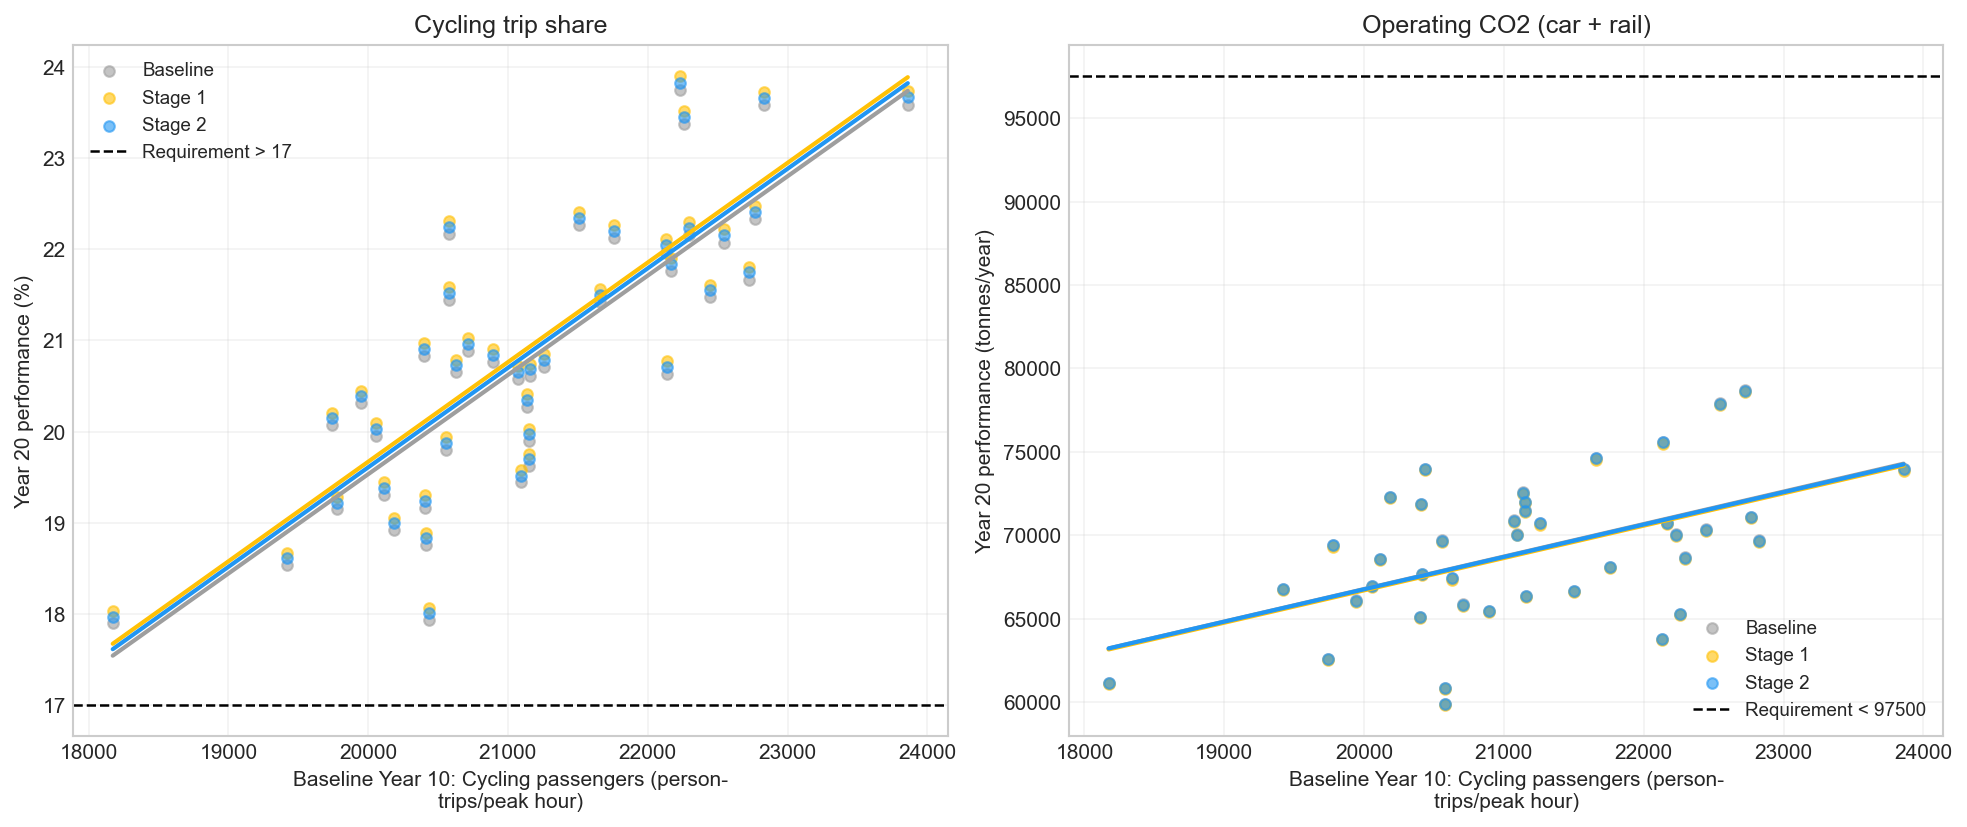 Cycling trip share
24
23
22
21
20
19
18
17
Year 20 performance (%)
Baseline
Stage 1
Stage 2
Requirement > 17
18000 19000 20000 21000 22000 23000 24000
Baseline Year 10: Cycling passengers (person-
trips/peak hour)
Operating CO2 (car + rail)
95000
90000
85000
80000
75000
70000
65000
60000
Year 20 performance (tonnes/year)
Baseline
Stage 1
Stage 2
Requirement < 97500
18000 19000 20000 21000 22000 23000 24000
Baseline Year 10: Cycling passengers (person-
trips/peak hour)